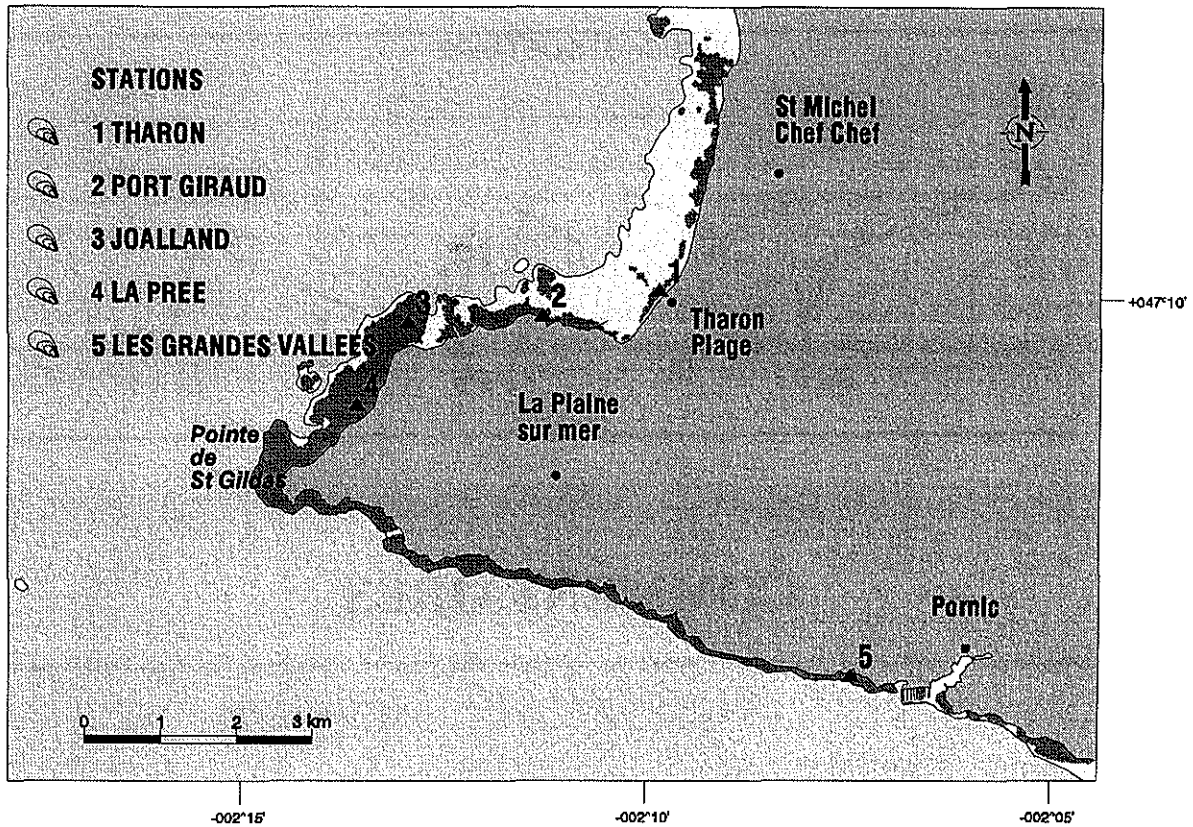 STATIONS
1 THARON
2 PORT GIRAUD
3 JOALLAND
4 LA PREE
5 LES GRANDES VALLEES
St Michel
Chef Chef
N
1
2
3
4
+047°10'
Tharon
Plage
La Plaine
sur mer
Pointe
de
St Gildas
Pornic
5
0 1 2 3 km
-002°15'
-002°10'
-002°05'